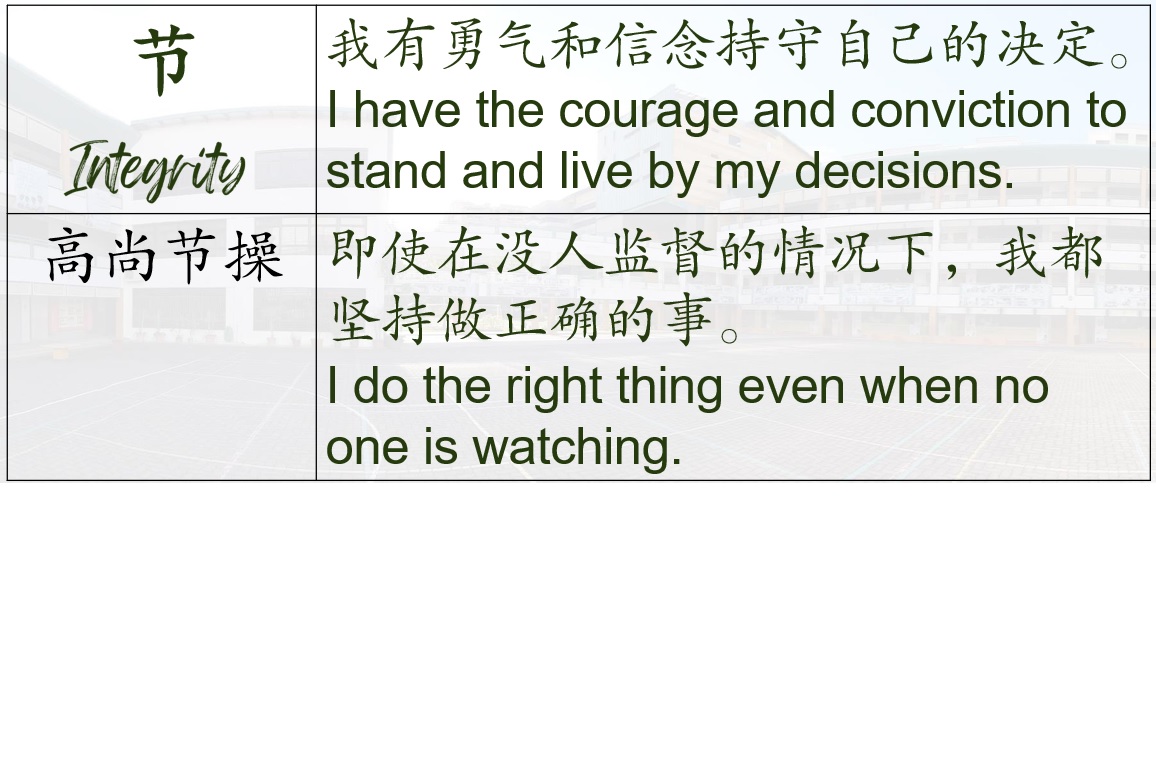 节
Integrity
我有勇气和信念持守自己的决定。
I have the courage and conviction to
stand and live by my decisions.
高尚节操
即使在没人监督的情况下，我都
坚持做正确的事。
I do the right thing even when no
one is watching.